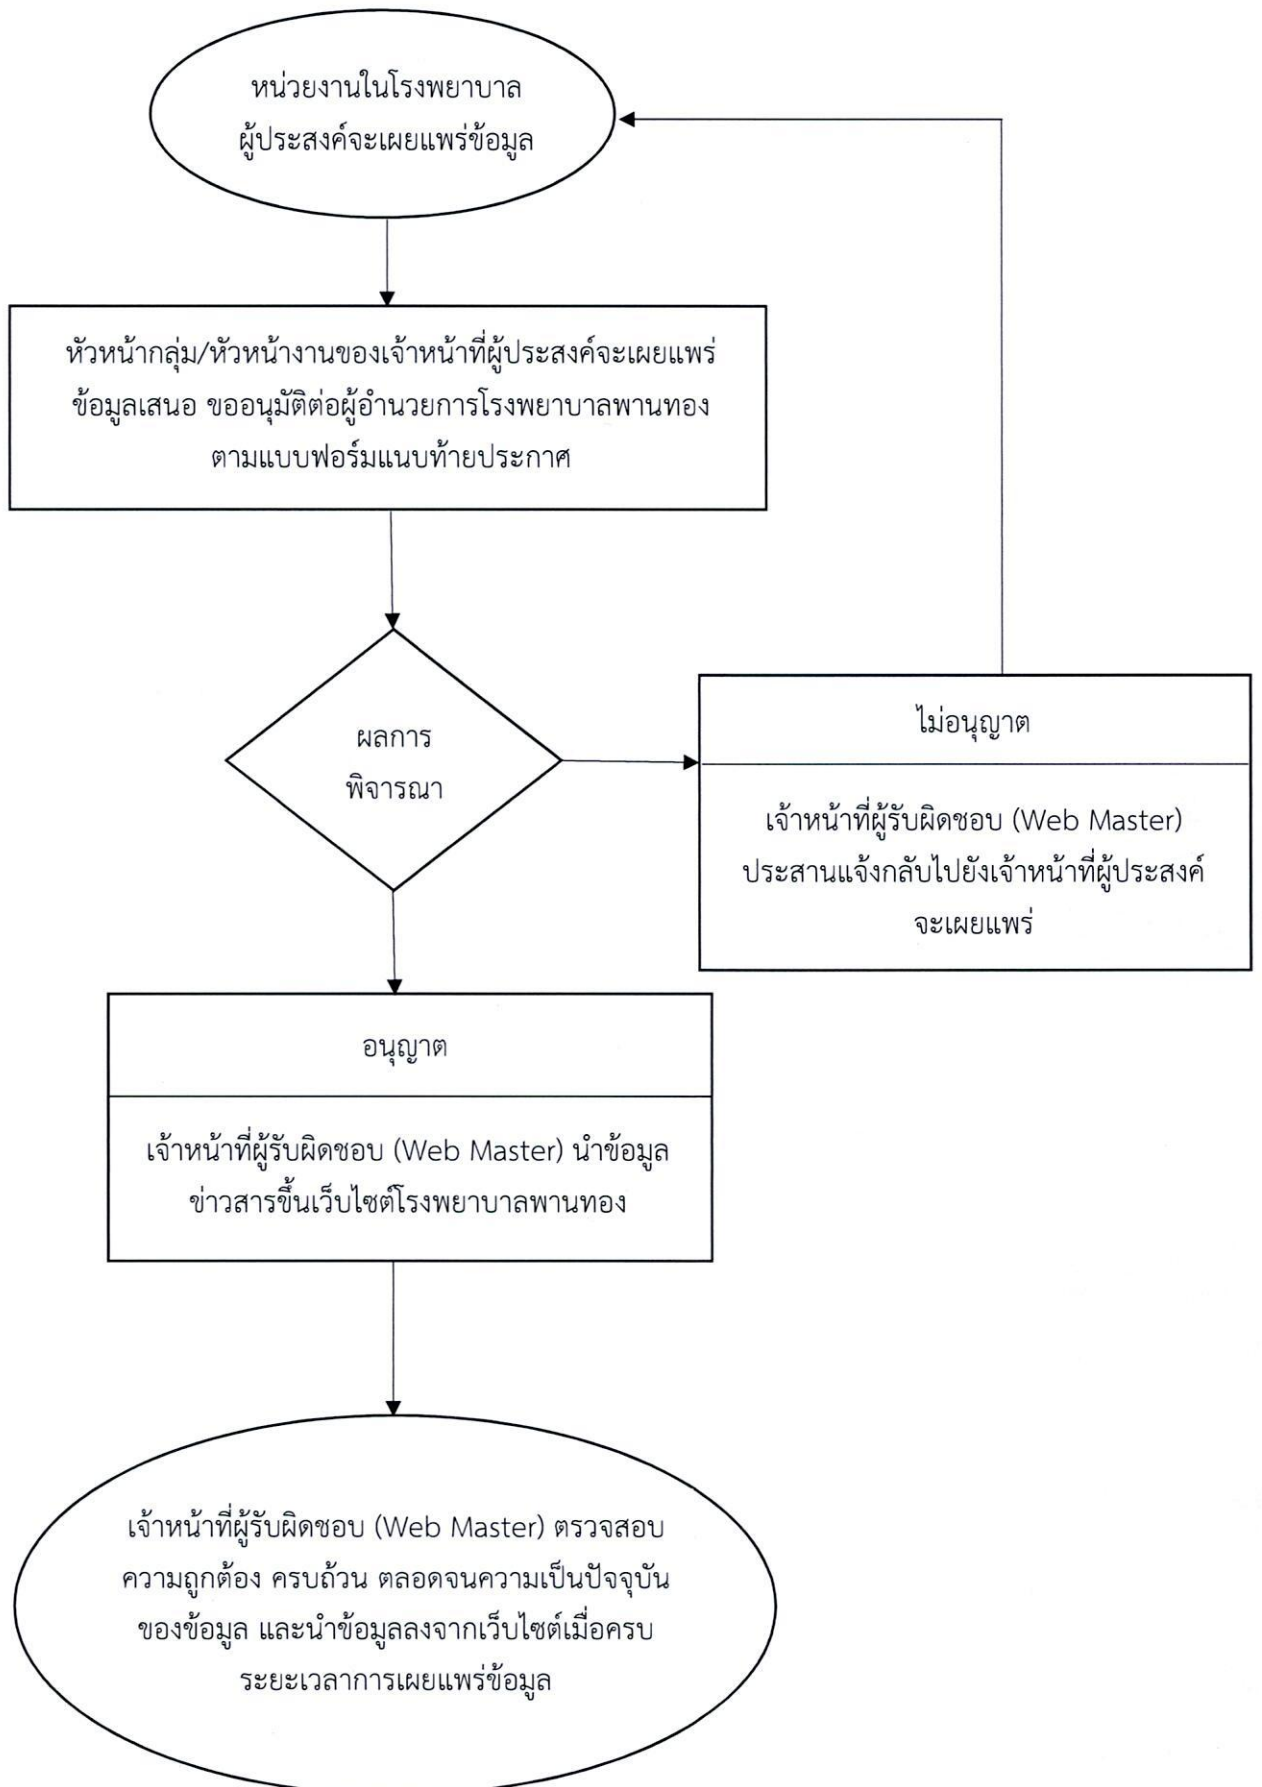 หน่วยงานในโรงพยาบาล
ผู้ประสงค์จะเผยแพร่ข้อมูล
หัวหน้ากลุ่ม/หัวหน้างานของเจ้าหน้าที่ผู้ประสงค์จะเผยแพร่
ข้อมูลเสนอ ขออนุมัติต่อผู้อำนวยการโรงพยาบาลพานทอง
ตามแบบฟอร์มแนบท้ายประกาศ
ผลการ
พิจารณา
ไม่อนุญาต
เจ้าหน้าที่ผู้รับผิดชอบ (Web Master)
ประสานแจ้งกลับไปยังเจ้าหน้าที่ผู้ประสงค์
จะเผยแพร่
อนุญาต
เจ้าหน้าที่ผู้รับผิดชอบ (Web Master) นำข้อมูล
ข่าวสารขึ้นเว็บไซต์โรงพยาบาลพานทอง
เจ้าหน้าที่ผู้รับผิดชอบ (Web Master) ตรวจสอบ
ความถูกต้อง ครบถ้วน ตลอดจนความเป็นปัจจุบัน
ของข้อมูล และนำข้อมูลลงจากเว็บไซต์เมื่อครบ
ระยะเวลาการเผยแพร่ข้อมูล